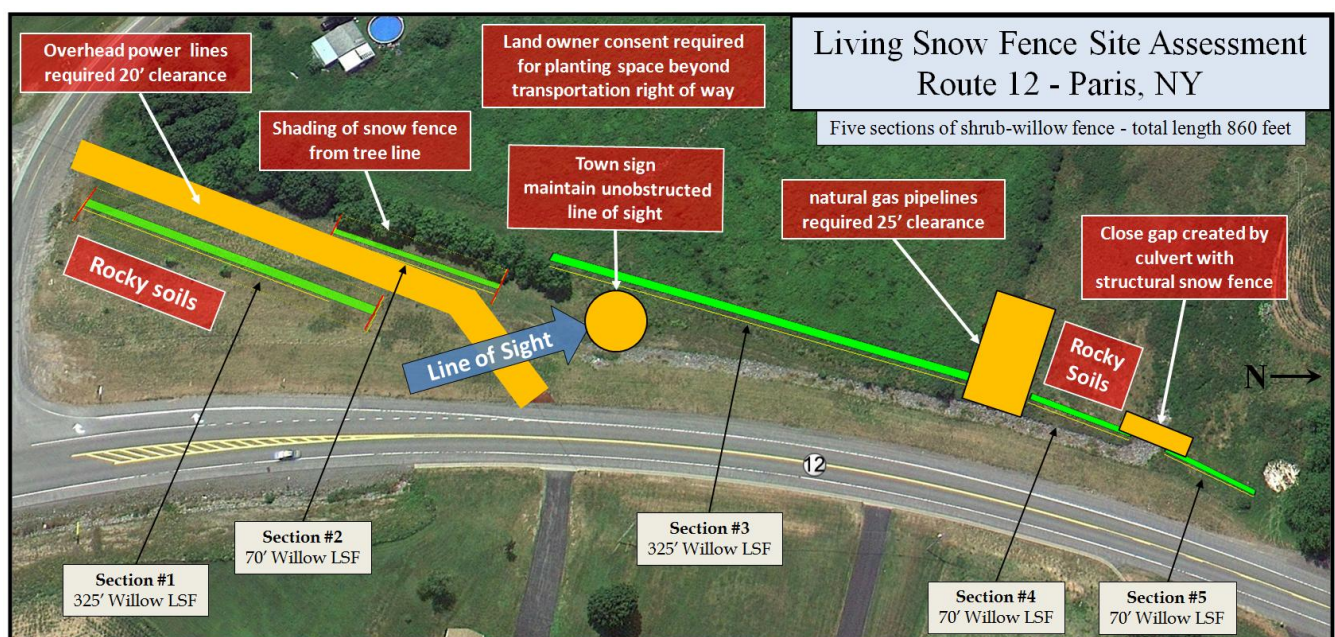 Living Snow Fence Site Assessment
Route 12 - Paris, NY
Five sections of shrub-willow fence - total length 860 feet
Overhead power lines
required 20' clearance
Shading of snow fence
from tree line
Land owner consent required
for planting space beyond
transportation right of way
Town sign
maintain unobstructed
line of sight
natural gas pipelines
required 25' clearance
Close gap created by
culvert with
structural snow fence
Rocky soils
Line of Sight
Rocky
Soils
N
12
Section #1
325' Willow LSF
Section #2
70' Willow LSF
Section #3
325' Willow LSF
Section #4
70' Willow LSF
Section #5
70' Willow LSF